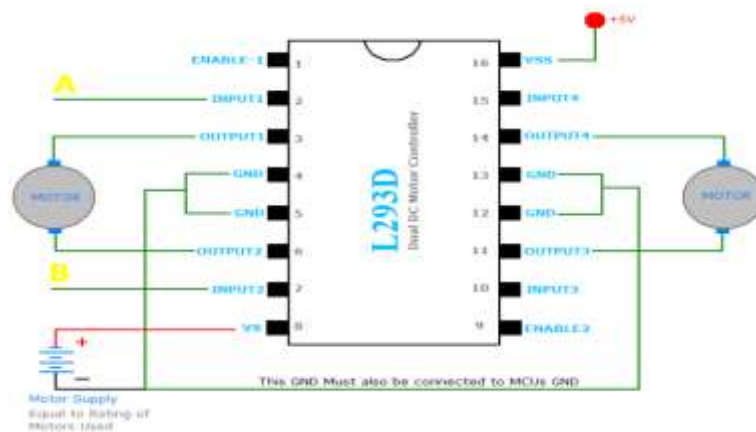 +5V
ENABLE-1 1 16 VSS
A
INPUT1 2 15 INPUT4
OUTPUT1 3 14 OUTPUT4
GND 4 13 GND
MOTOR
L293D
Dual DC Motor Controller
MOTOR
GND 5 12 GND
OUTPUT2 6 11 OUTPUT3
B
INPUT2 7 10 INPUT3
VS 8 9 ENABLE2
+
−
This GND Must also be connected to MCUs GND
Motor Supply
Equal to Rating of
Motors Used